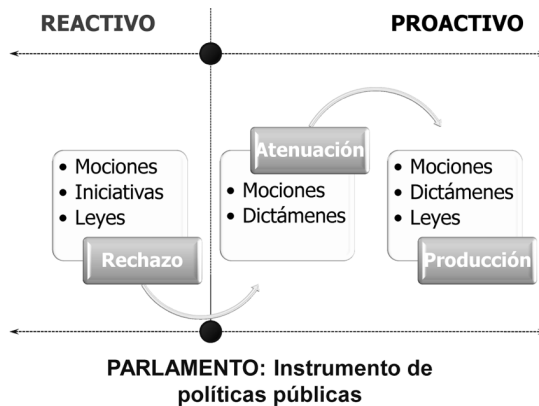 REACTIVO
PROACTIVO
• Mociones
• Iniciativas
• Leyes
Rechazo
Atenuación
• Mociones
• Dictámenes
• Mociones
• Dictámenes
• Leyes
Producción
PARLAMENTO: Instrumento de
políticas públicas